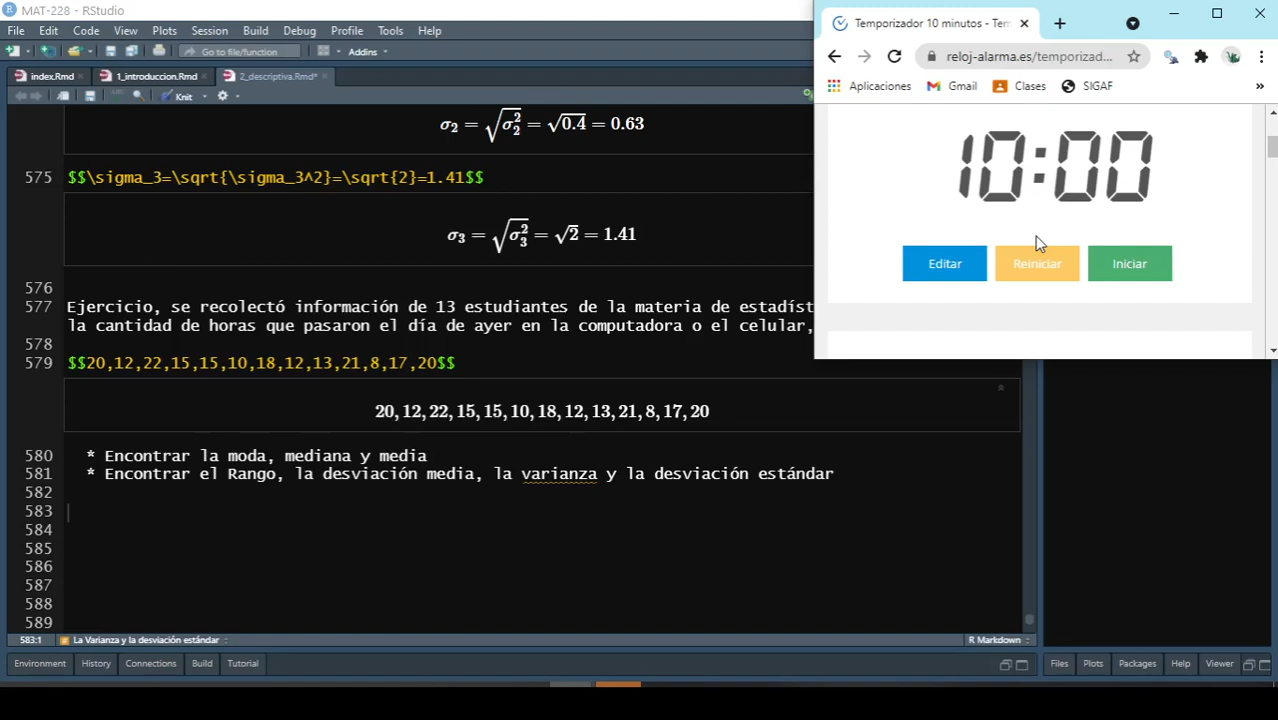 MAT-228 - RStudio
File Edit Code View Plots Session Build Debug Profile Tools Help
Go to file/function Addins
index.Rmd 1_introduccion.Rmd 2_descriptiva.Rmd*
Knit
σ₂ = √σ₂² = √0.4 = 0.63
575 $$\sigma_3=\sqrt{\sigma_3^2}=\sqrt{2}=1.41$$
σ₃ = √σ₃² = √2 = 1.41
576
577 Ejercicio, se recolectó información de 13 estudiantes de la materia de estadíst
la cantidad de horas que pasaron el día de ayer en la computadora o el celular,
578
579 $$20,12,22,15,15,10,18,12,13,21,8,17,20$$
20, 12, 22, 15, 15, 10, 18, 12, 13, 21, 8, 17, 20
580 * Encontrar la moda, mediana y media
581 * Encontrar el Rango, la desviación media, la varianza y la desviación estándar
582
583
584
585
586
587
588
589
583:1 La Varianza y la desviación estándar R Markdown
Environment History Connections Build Tutorial
Files Plots Packages Help Viewer
Temporizador 10 minutos - Tem
reloj-alarma.es/temporizad...
Aplicaciones Gmail Clases SIGAF »
10:00
Editar Reiniciar Iniciar